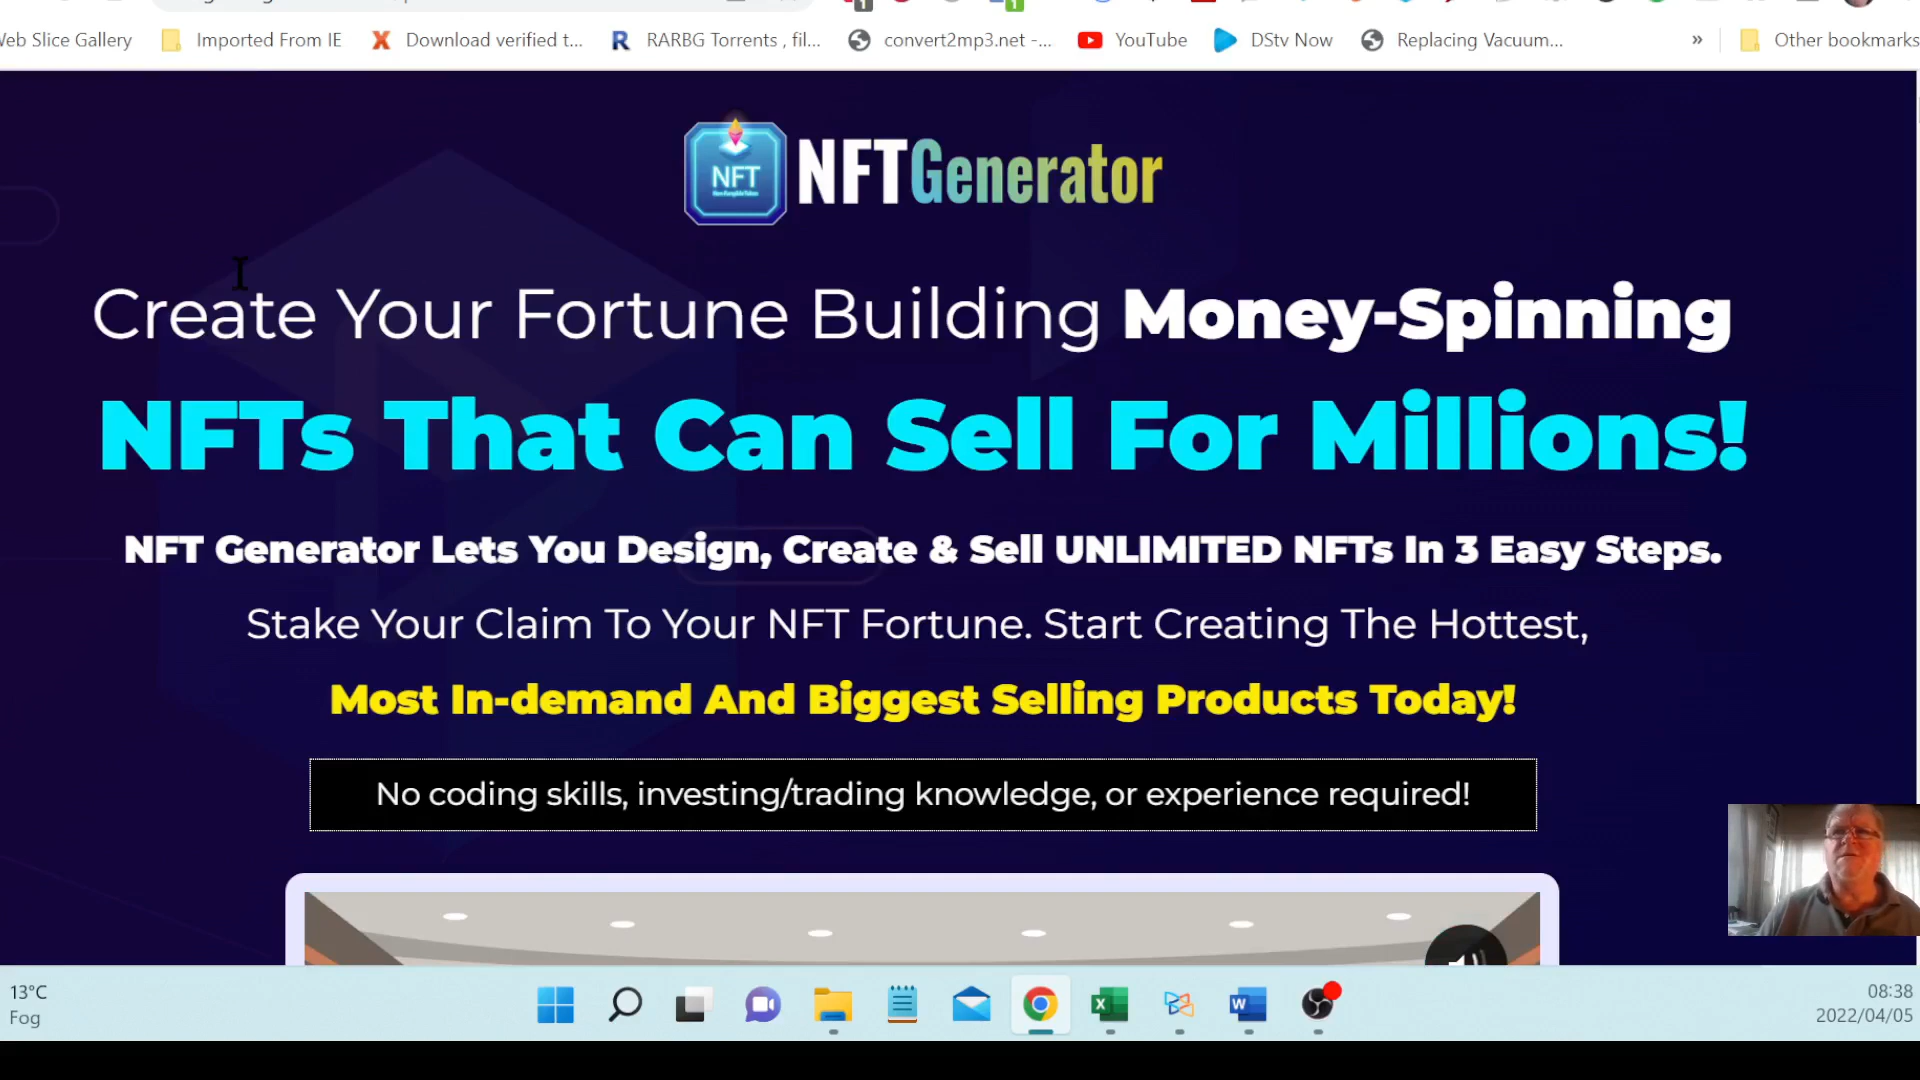 Web Slice Gallery
Imported From IE
Download verified t...
RARBG Torrents , fil...
convert2mp3.net -...
YouTube
DStv Now
Replacing Vacuum...
»
Other bookmarks
NFT
NFTGenerator
Create Your Fortune Building Money-Spinning
NFTs That Can Sell For Millions!
NFT Generator Lets You Design, Create & Sell UNLIMITED NFTs In 3 Easy Steps.
Stake Your Claim To Your NFT Fortune. Start Creating The Hottest,
Most In-demand And Biggest Selling Products Today!
No coding skills, investing/trading knowledge, or experience required!
13°C
Fog
08:38
2022/04/05